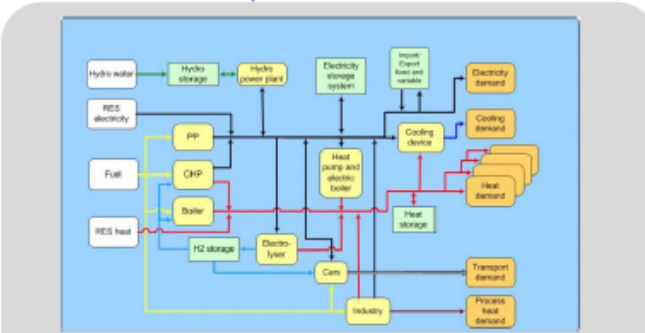 Hydro water
Hydro
storage
Hydro
power plant
Electricity
storage
system
Import/
Export
fixed and
variable
Electricity
demand
RES
electricity
PP
Cooling
device
Cooling
demand
Fuel
CHP
Heat
pump and
electric
boiler
Heat
demand
Boiler
RES heat
Heat
storage
H2 storage
Electro-
lyser
Cars
Transport
demand
Industry
Process
heat
demand